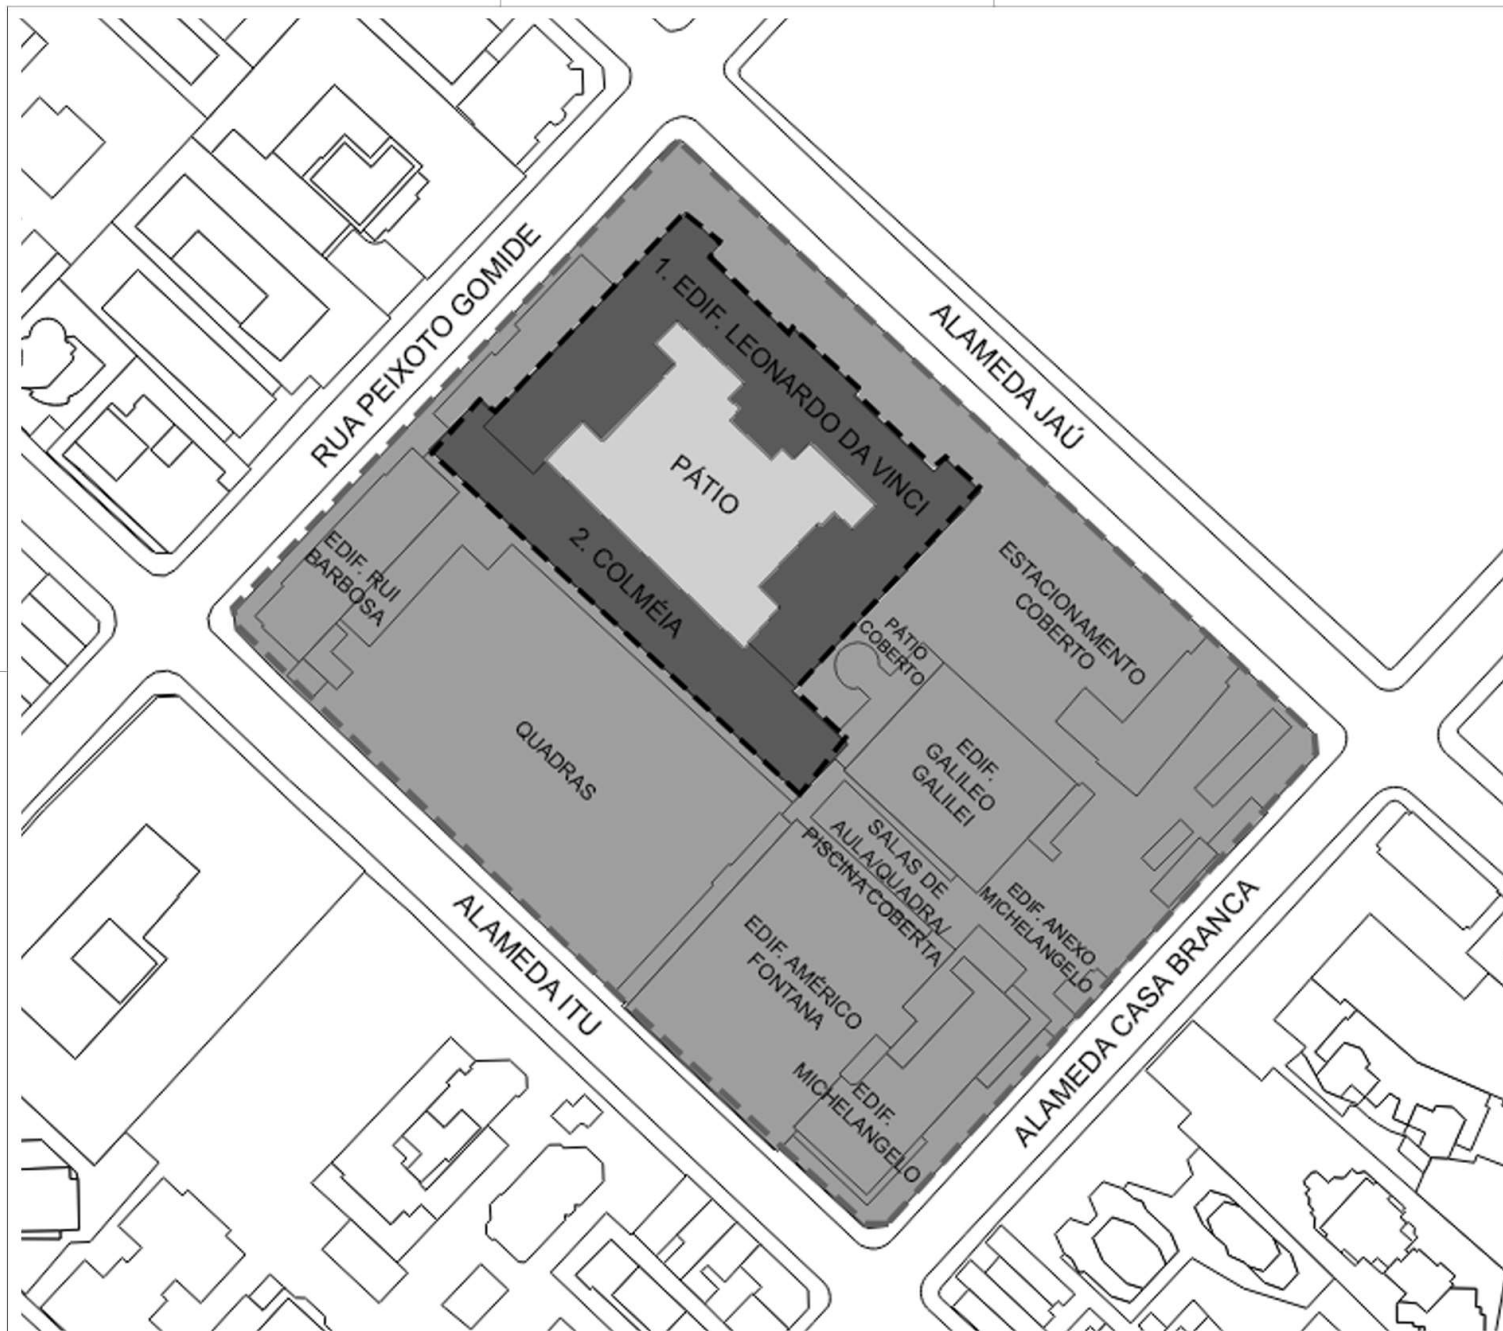 RUA PEIXOTO GOMIDE
1. EDIF. LEONARDO DA VINCI
ALAMEDA JAÚ
PÁTIO
2. COLMÉIA
EDIF. RUI
BARBOSA
ESTACIONAMENTO
COBERTO
PÁTIO
COBERTO
QUADRAS
EDIF.
GALILEO
GALILEI
SALAS DE
AULA/QUADRA/
PISCINA COBERTA
EDIF. ANEXO
MICHELANGELO
EDIF. AMÉRICO
FONTANA
EDIF.
MICHELANGELO
ALAMEDA ITU
ALAMEDA CASA BRANCA